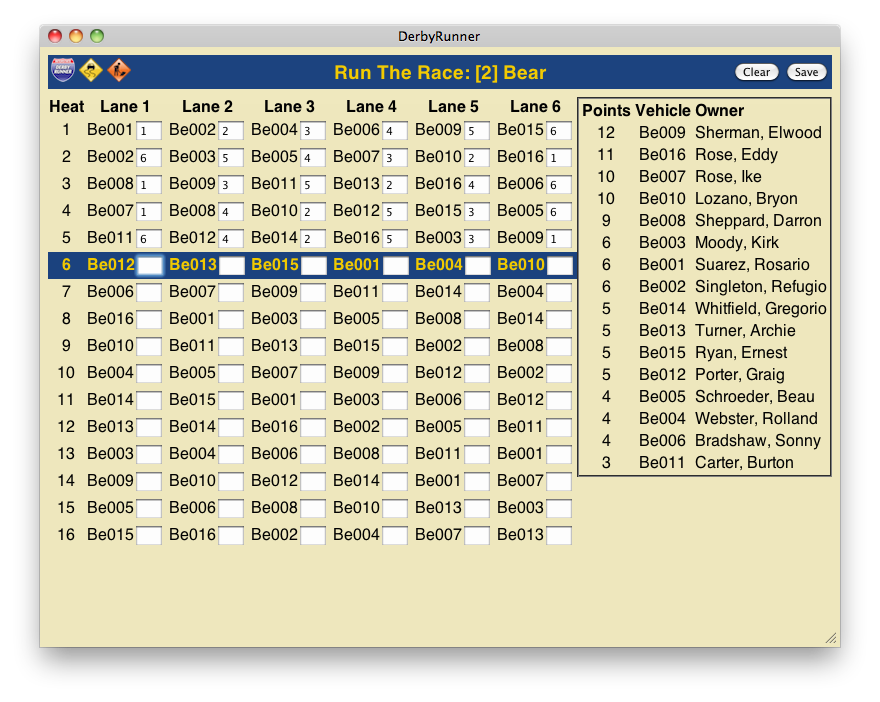 DerbyRunner
DERBY RUNNER
Run The Race: [2] Bear
Clear Save
Heat Lane 1 Lane 2 Lane 3 Lane 4 Lane 5 Lane 6
1 Be001 1 Be002 2 Be004 3 Be006 4 Be009 5 Be015 6
2 Be002 6 Be003 5 Be005 4 Be007 3 Be010 2 Be016 1
3 Be008 1 Be009 3 Be011 5 Be013 2 Be016 4 Be006 6
4 Be007 1 Be008 4 Be010 2 Be012 5 Be015 3 Be005 6
5 Be011 6 Be012 4 Be014 2 Be016 5 Be003 3 Be009 1
6 Be012 Be013 Be015 Be001 Be004 Be010
7 Be006 Be007 Be009 Be011 Be014 Be004
8 Be016 Be001 Be003 Be005 Be008 Be014
9 Be010 Be011 Be013 Be015 Be002 Be008
10 Be004 Be005 Be007 Be009 Be012 Be002
11 Be014 Be015 Be001 Be003 Be006 Be012
12 Be013 Be014 Be016 Be002 Be005 Be011
13 Be003 Be004 Be006 Be008 Be011 Be001
14 Be009 Be010 Be012 Be014 Be001 Be007
15 Be005 Be006 Be008 Be010 Be013 Be003
16 Be015 Be016 Be002 Be004 Be007 Be013
Points Vehicle Owner
12 Be009 Sherman, Elwood
11 Be016 Rose, Eddy
10 Be007 Rose, Ike
10 Be010 Lozano, Bryon
9 Be008 Sheppard, Darron
6 Be003 Moody, Kirk
6 Be001 Suarez, Rosario
6 Be002 Singleton, Refugio
5 Be014 Whitfield, Gregorio
5 Be013 Turner, Archie
5 Be015 Ryan, Ernest
5 Be012 Porter, Graig
4 Be005 Schroeder, Beau
4 Be004 Webster, Rolland
4 Be006 Bradshaw, Sonny
3 Be011 Carter, Burton